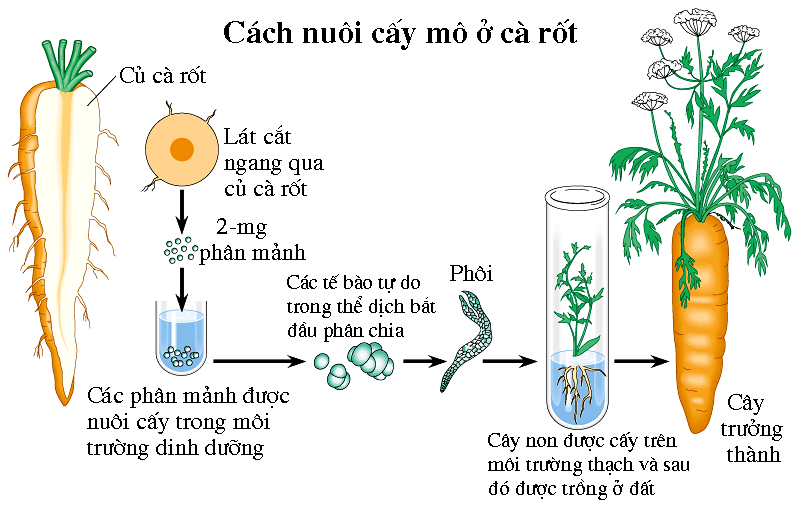 Cách nuôi cấy mô ở cà rốt
Củ cà rốt
Lát cắt
ngang qua
củ cà rốt
2-mg
phân mảnh
Các phân mảnh được
nuôi cấy trong môi
trường dinh dưỡng
Các tế bào tự do
trong thể dịch bắt
đầu phân chia
Phôi
Cây non được cấy trên
môi trường thạch và sau
đó được trồng ở đất
Cây
trưởng
thành